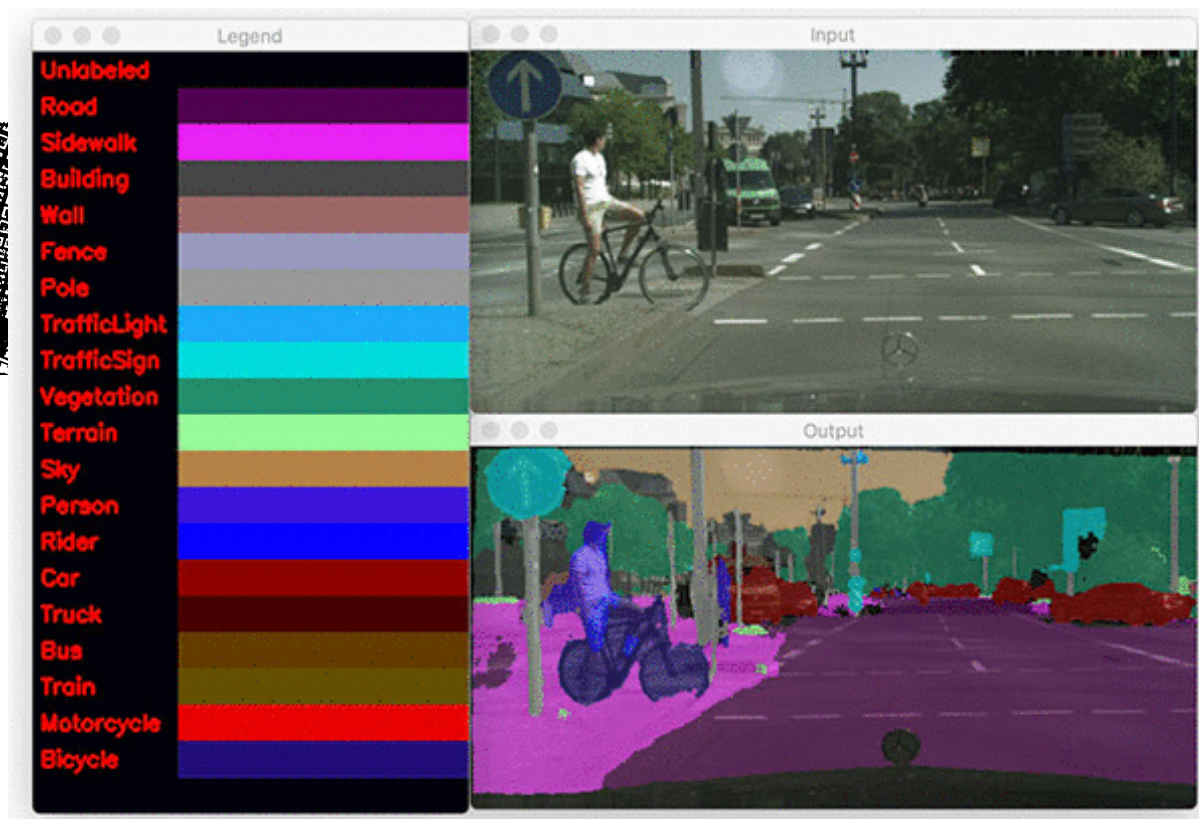 Legend
Unlabeled
Road
Sidewalk
Building
Wall
Fence
Pole
TrafficLight
TrafficSign
Vegetation
Terrain
Sky
Person
Rider
Car
Truck
Bus
Train
Motorcycle
Bicycle
Input
Output